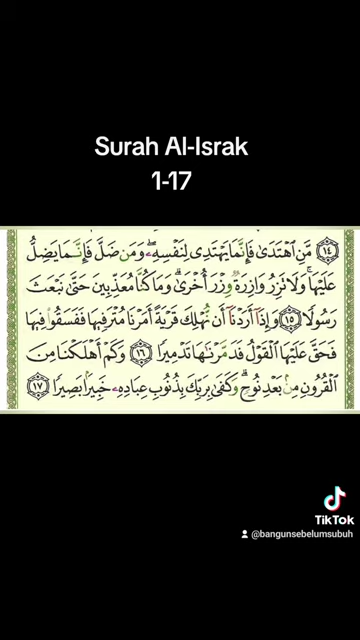 Surah Al-Israk
1-17
١٤ مَّنِ ٱهْتَدَىٰ فَإِنَّمَا يَهْتَدِى لِنَفْسِهِۦ ۖ وَمَن ضَلَّ فَإِنَّمَا يَضِلُّ
عَلَيْهَا ۚ وَلَا تَزِرُ وَازِرَةٌ وِزْرَ أُخْرَىٰ ۗ وَمَا كُنَّا مُعَذِّبِينَ حَتَّىٰ نَبْعَثَ
رَسُولًا ١٥ وَإِذَآ أَرَدْنَآ أَن نُّهْلِكَ قَرْيَةً أَمَرْنَا مُتْرَفِيهَا فَفَسَقُوا۟ فِيهَا
فَحَقَّ عَلَيْهَا ٱلْقَوْلُ فَدَمَّرْنَٰهَا تَدْمِيرًا ١٦ وَكَمْ أَهْلَكْنَا مِنَ
ٱلْقُرُونِ مِنۢ بَعْدِ نُوحٍ ۗ وَكَفَىٰ بِرَبِّكَ بِذُنُوبِ عِبَادِهِۦ خَبِيرًۢا بَصِيرًا ١٧
TikTok
@bangunsebelumsubuh